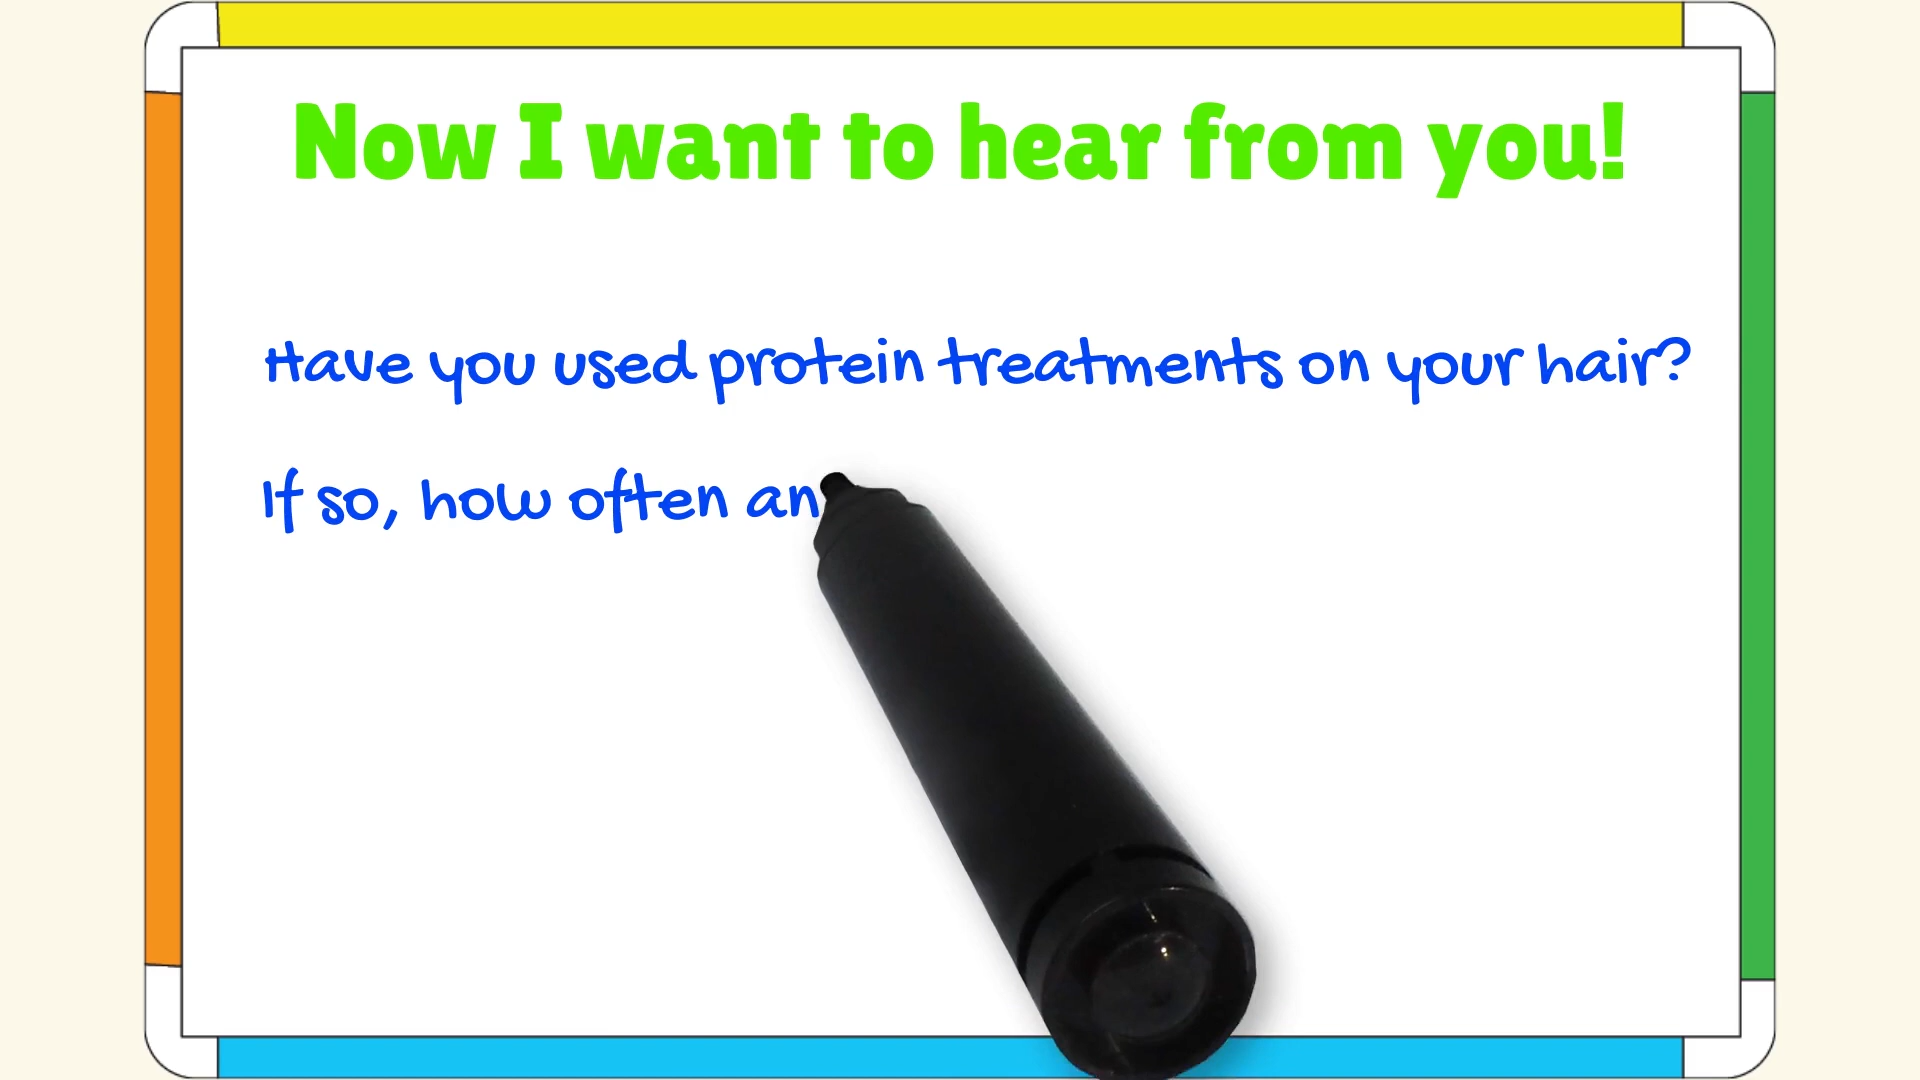 Now I want to hear from you!
Have you used protein treatments on your hair?
If so, how often an